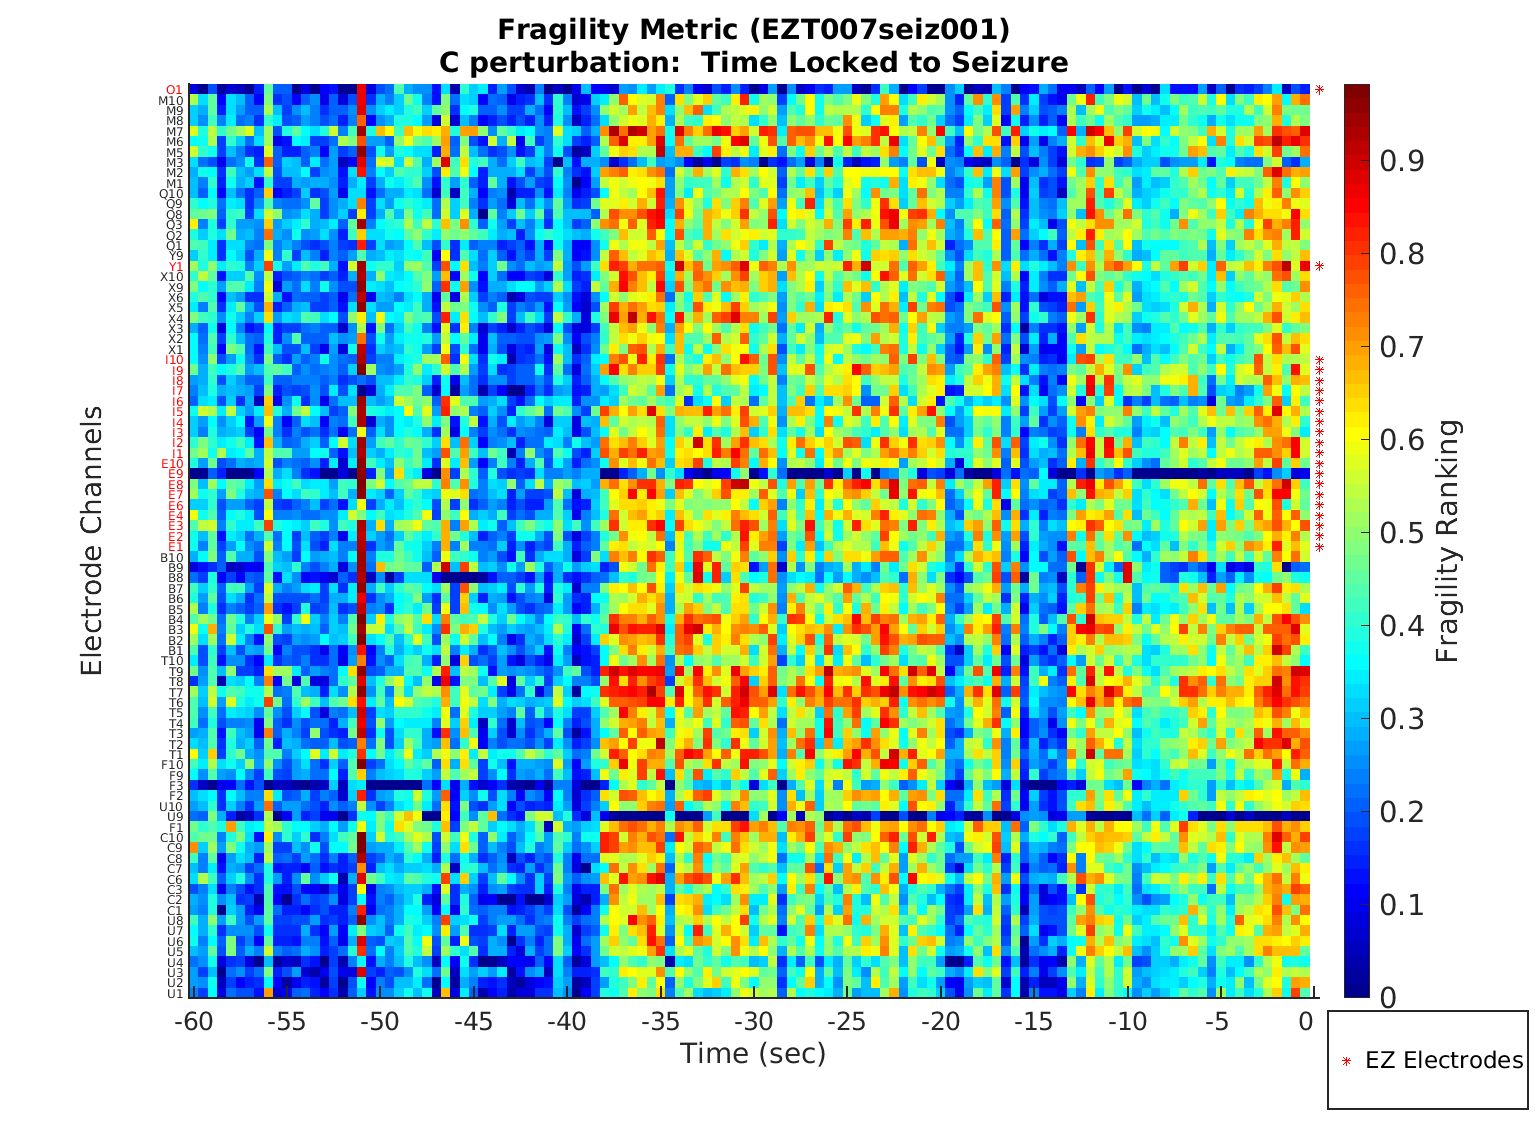 Fragility Metric (EZT007seiz001)
C perturbation:  Time Locked to Seizure
Electrode Channels
O1
M10
M9
M8
M7
M6
M5
M3
M2
M1
Q10
Q9
Q8
Q3
Q2
Q1
Y9
Y1
X10
X9
X6
X5
X4
X3
X2
X1
I10
I9
I8
I7
I6
I5
I4
I3
I2
I1
E10
E9
E8
E7
E6
E4
E3
E2
E1
B10
B9
B8
B7
B6
B5
B4
B3
B2
B1
T10
T9
T8
T7
T6
T5
T4
T3
T2
T1
F10
F9
F3
F2
U10
U9
F1
C10
C9
C8
C7
C6
C3
C2
C1
U8
U7
U6
U5
U4
U3
U2
U1
-60 -55 -50 -45 -40 -35 -30 -25 -20 -15 -10 -5 0
Time (sec)
0.9
0.8
0.7
0.6
0.5
0.4
0.3
0.2
0.1
0
Fragility Ranking
EZ Electrodes